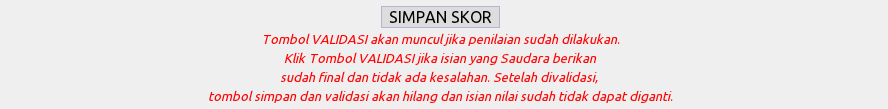 SIMPAN SKOR
Tombol VALIDASI akan muncul jika penilaian sudah dilakukan.
Klik Tombol VALIDASI jika isian yang Saudara berikan
sudah final dan tidak ada kesalahan. Setelah divalidasi,
tombol simpan dan validasi akan hilang dan isian nilai sudah tidak dapat diganti.